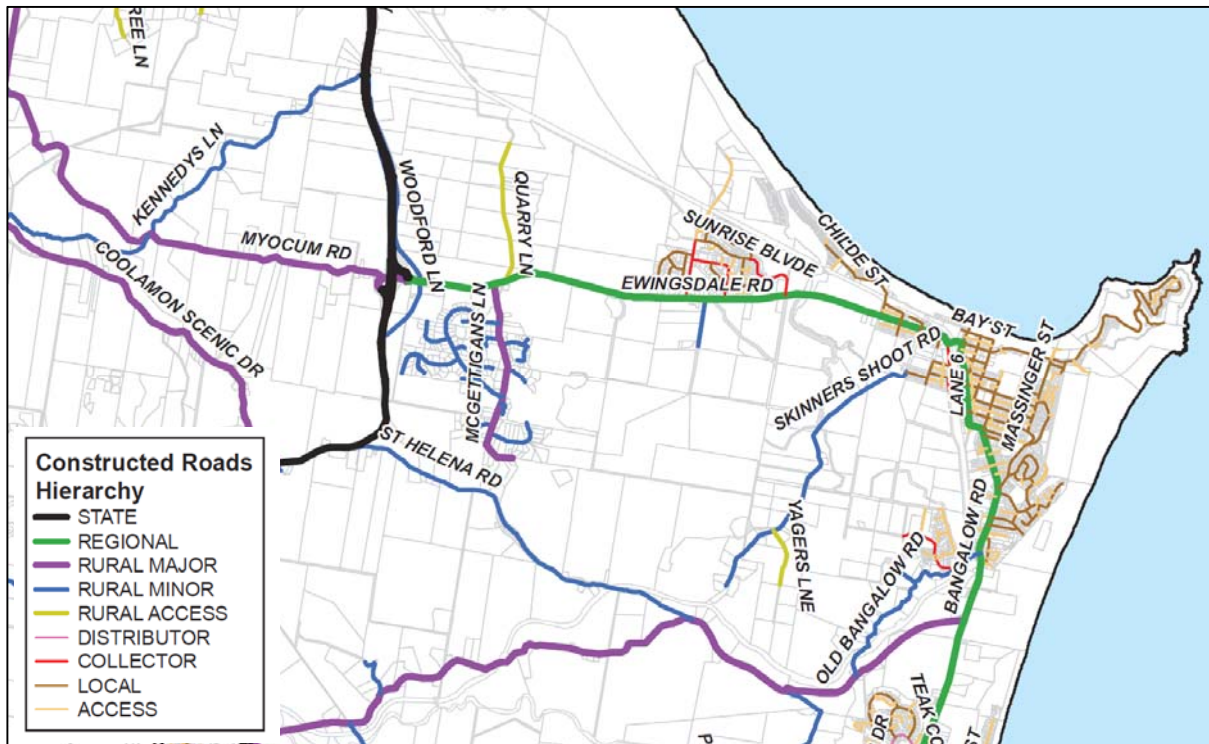 REE LN
KENNEDYS LN
WOODFORD LN
QUARRY LN
MYOCUM RD
COOLAMON SCENIC DR
SUNRISE BLVDE
CHILDE ST
EWINGSDALE RD
BAY ST
MCGETTIGANS LN
SKINNERS SHOOT RD
LANE 6
MASSINGER ST
ST HELENA RD
YAGERS LNE
OLD BANGALOW RD
BANGALOW RD
TEAK CO
DR
ST
P
Constructed Roads
Hierarchy
STATE
REGIONAL
RURAL MAJOR
RURAL MINOR
RURAL ACCESS
DISTRIBUTOR
COLLECTOR
LOCAL
ACCESS